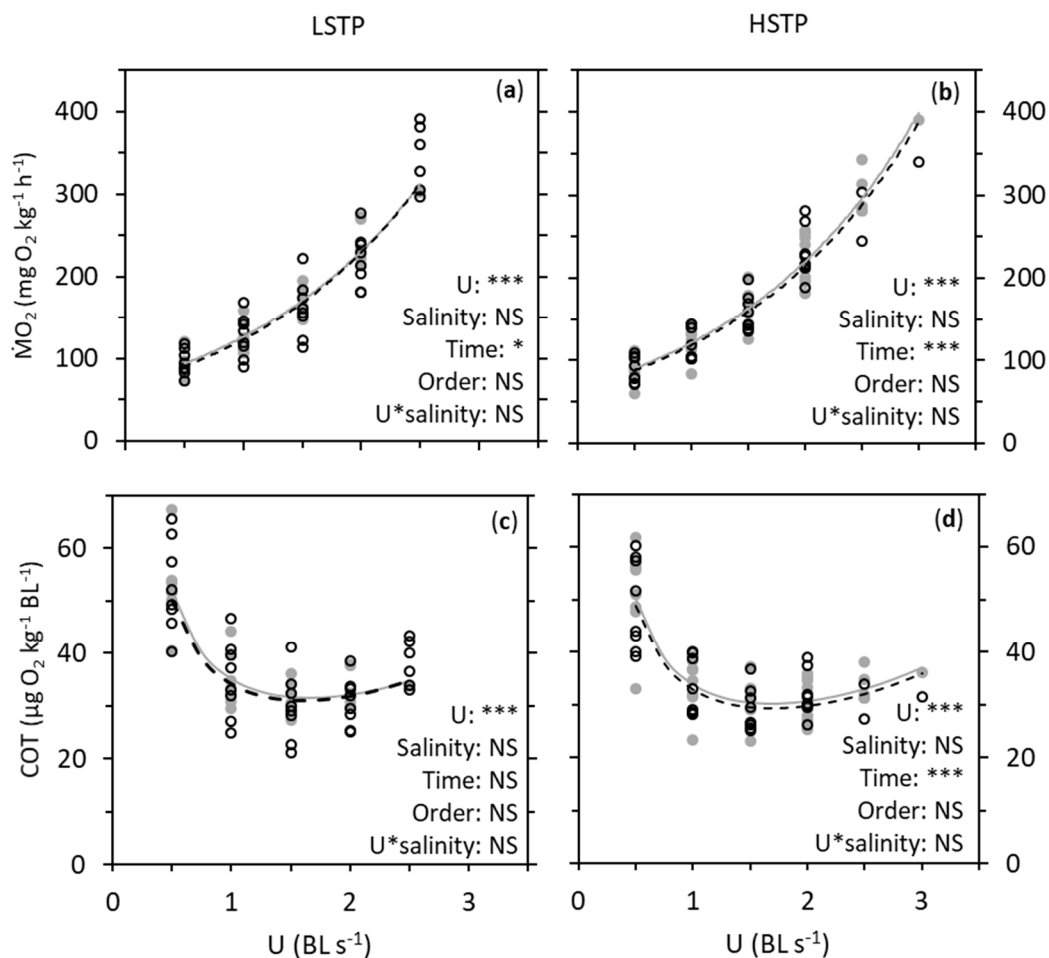 LSTP
HSTP
(a)
400
300
200
100
0
ṀO₂ (mg O₂ kg⁻¹ h⁻¹)
U: ***
Salinity: NS
Time: *
Order: NS
U*salinity: NS
(b)
400
300
200
100
0
U: ***
Salinity: NS
Time: ***
Order: NS
U*salinity: NS
(c)
60
40
20
0
COT (µg O₂ kg⁻¹ BL⁻¹)
U: ***
Salinity: NS
Time: NS
Order: NS
U*salinity: NS
0 1 2 3
U (BL s⁻¹)
(d)
60
40
20
0
U: ***
Salinity: NS
Time: ***
Order: NS
U*salinity: NS
0 1 2 3
U (BL s⁻¹)